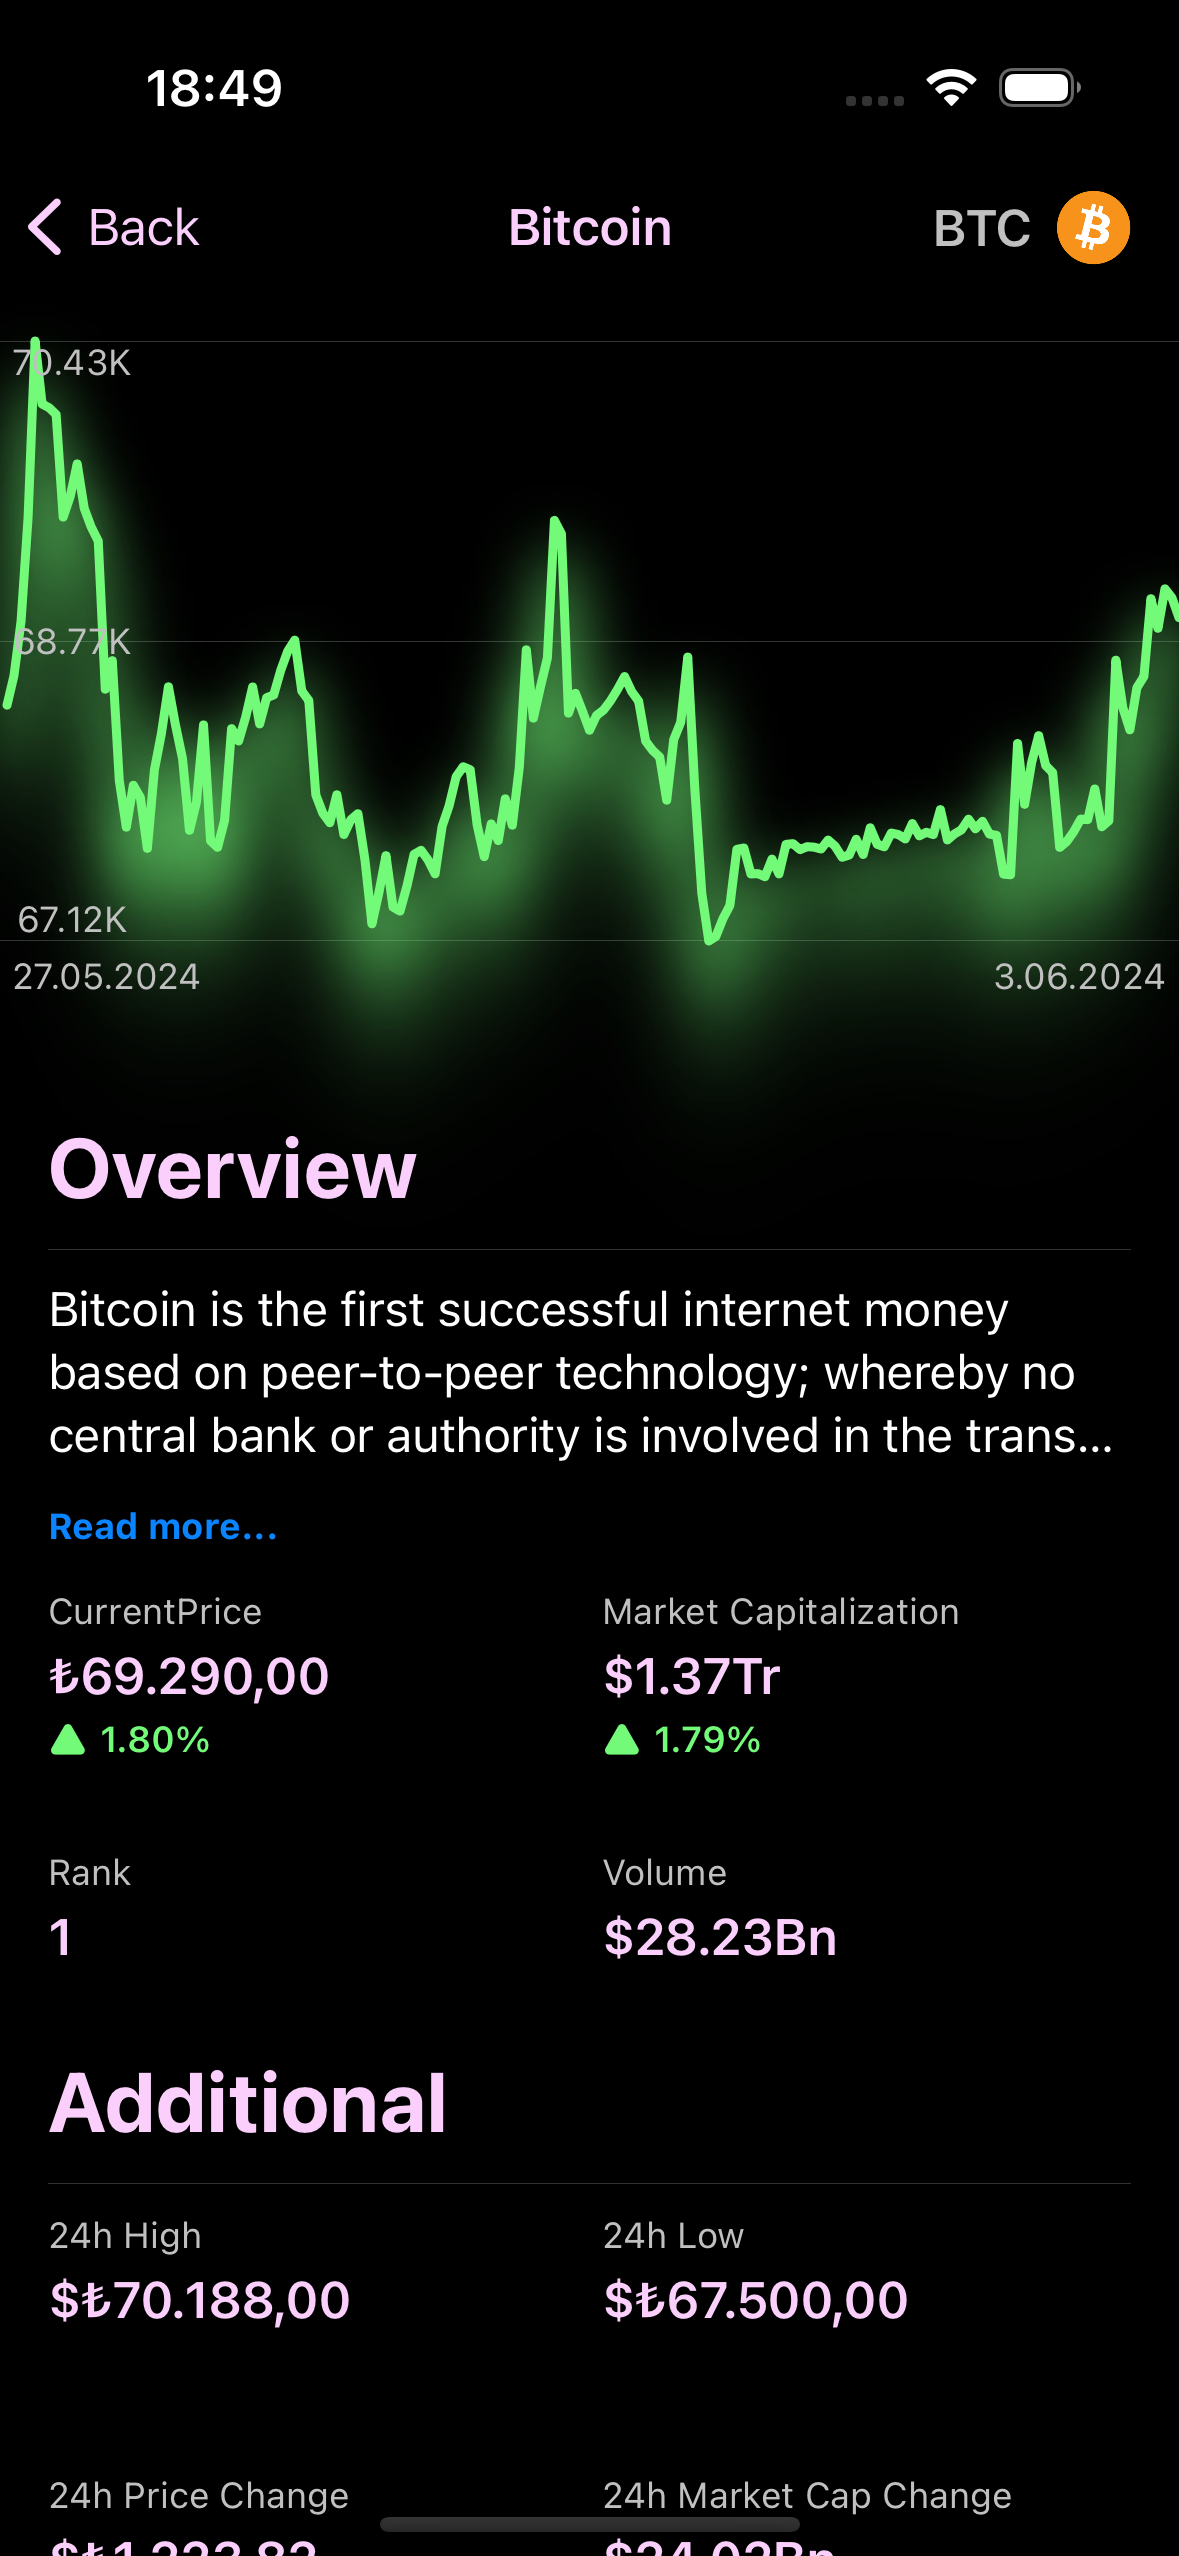 18:49
Back
Bitcoin
BTC
70.43K
68.77K
67.12K
27.05.2024
3.06.2024
Overview
Bitcoin is the first successful internet money
based on peer-to-peer technology; whereby no
central bank or authority is involved in the trans...
Read more...
CurrentPrice
Market Capitalization
₺69.290,00
$1.37Tr
1.80%
1.79%
Rank
Volume
1
$28.23Bn
Additional
24h High
24h Low
$₺70.188,00
$₺67.500,00
24h Price Change
24h Market Cap Change